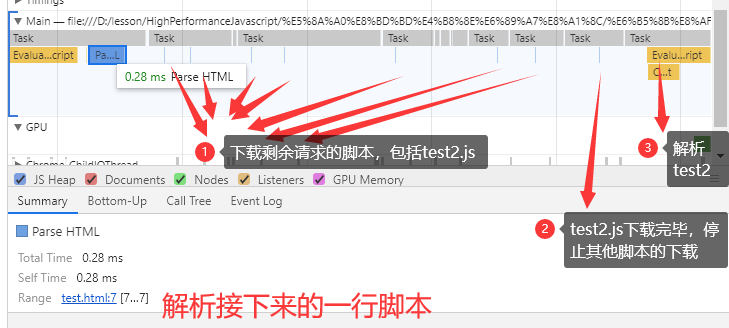 Timings
Main — file:///D:/lesson/HighPerformanceJavascript/%E5%8A%A0%E8%BD%BD%E4%B8%8E%E6%89%A7%E8%A1%8C/%E6%B5%8B%E8%AF
Task Task Task Task Task Task Task
Evalua...cript Pa...L Evalu...ript
0.28 ms Parse HTML C...t
GPU
1 下载剩余请求的脚本，包括test2.js
3 解析
test2
Chrome ChildIOThread
JS Heap Documents Nodes Listeners GPU Memory
Summary Bottom-Up Call Tree Event Log
2 test2.js下载完毕，停
止其他脚本的下载
Parse HTML
Total Time 0.28 ms
Self Time 0.28 ms
Range test.html:7 [7...7]
解析接下来的一行脚本